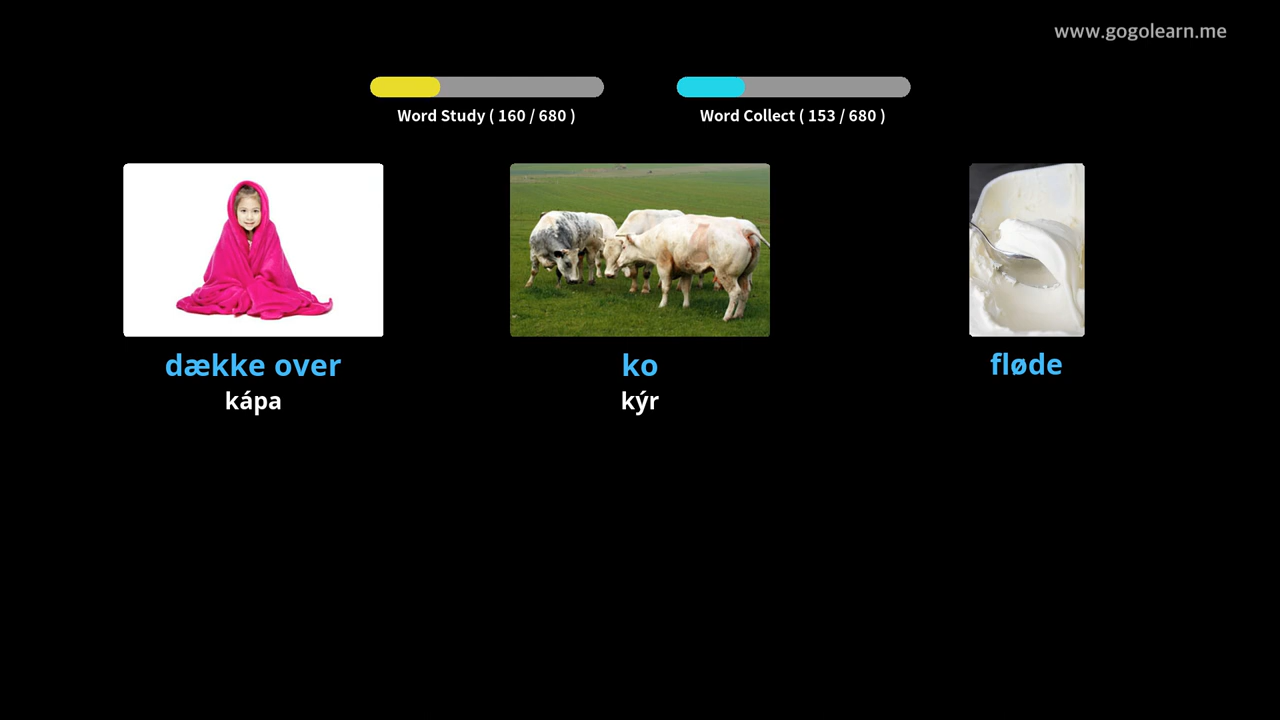 www.gogolearn.me
Word Study ( 160 / 680 )
Word Collect ( 153 / 680 )
dække over
kápa
ko
kýr
fløde